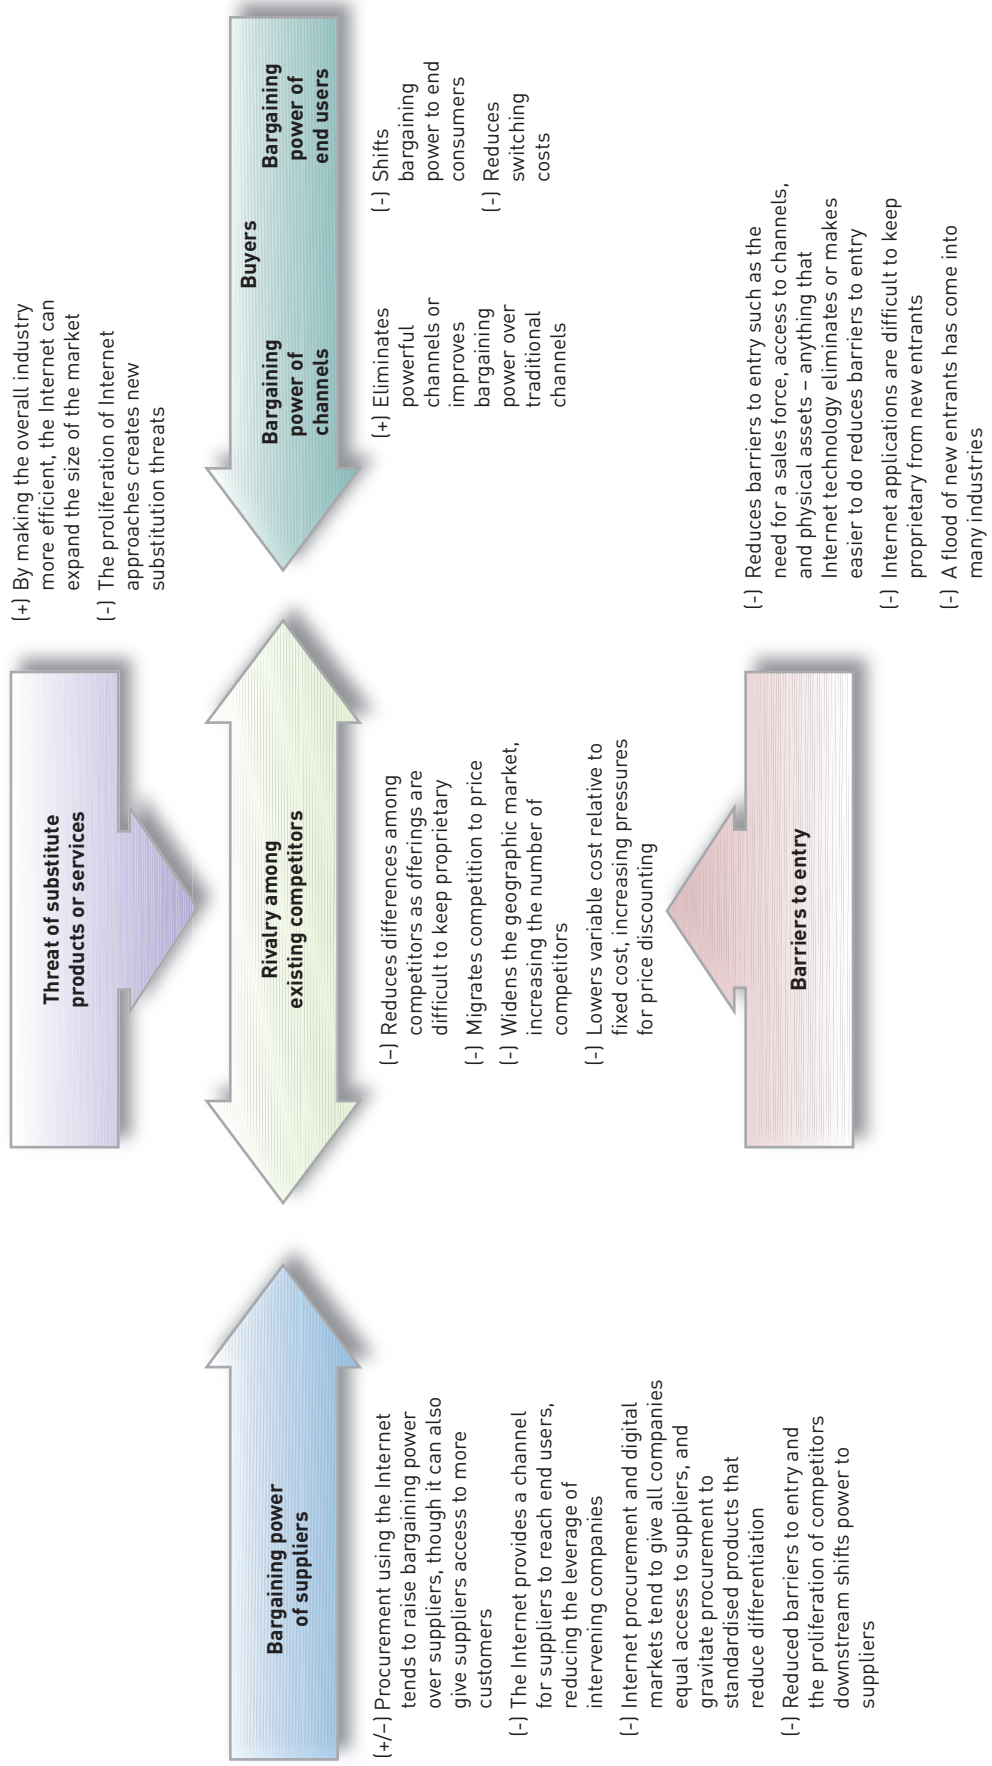 Threat of substitute
products or services
(+) By making the overall industry
more efficient, the Internet can
expand the size of the market
(-) The proliferation of Internet
approaches creates new
substitution threats
Bargaining power
of suppliers
(+/–) Procurement using the Internet
tends to raise bargaining power
over suppliers, though it can also
give suppliers access to more
customers
(-) The Internet provides a channel
for suppliers to reach end users,
reducing the leverage of
intervening companies
(-) Internet procurement and digital
markets tend to give all companies
equal access to suppliers, and
gravitate procurement to
standardised products that
reduce differentiation
(-) Reduced barriers to entry and
the proliferation of competitors
downstream shifts power to
suppliers
Rivalry among
existing competitors
(–) Reduces differences among
competitors as offerings are
difficult to keep proprietary
(-) Migrates competition to price
(-) Widens the geographic market,
increasing the number of
competitors
(-) Lowers variable cost relative to
fixed cost, increasing pressures
for price discounting
Buyers
Bargaining
power of
channels
Bargaining
power of
end users
(+) Eliminates
powerful
channels or
improves
bargaining
power over
traditional
channels
(-) Shifts
bargaining
power to end
consumers
(-) Reduces
switching
costs
Barriers to entry
(-) Reduces barriers to entry such as the
need for a sales force, access to channels,
and physical assets – anything that
Internet technology eliminates or makes
easier to do reduces barriers to entry
(-) Internet applications are difficult to keep
proprietary from new entrants
(-) A flood of new entrants has come into
many industries